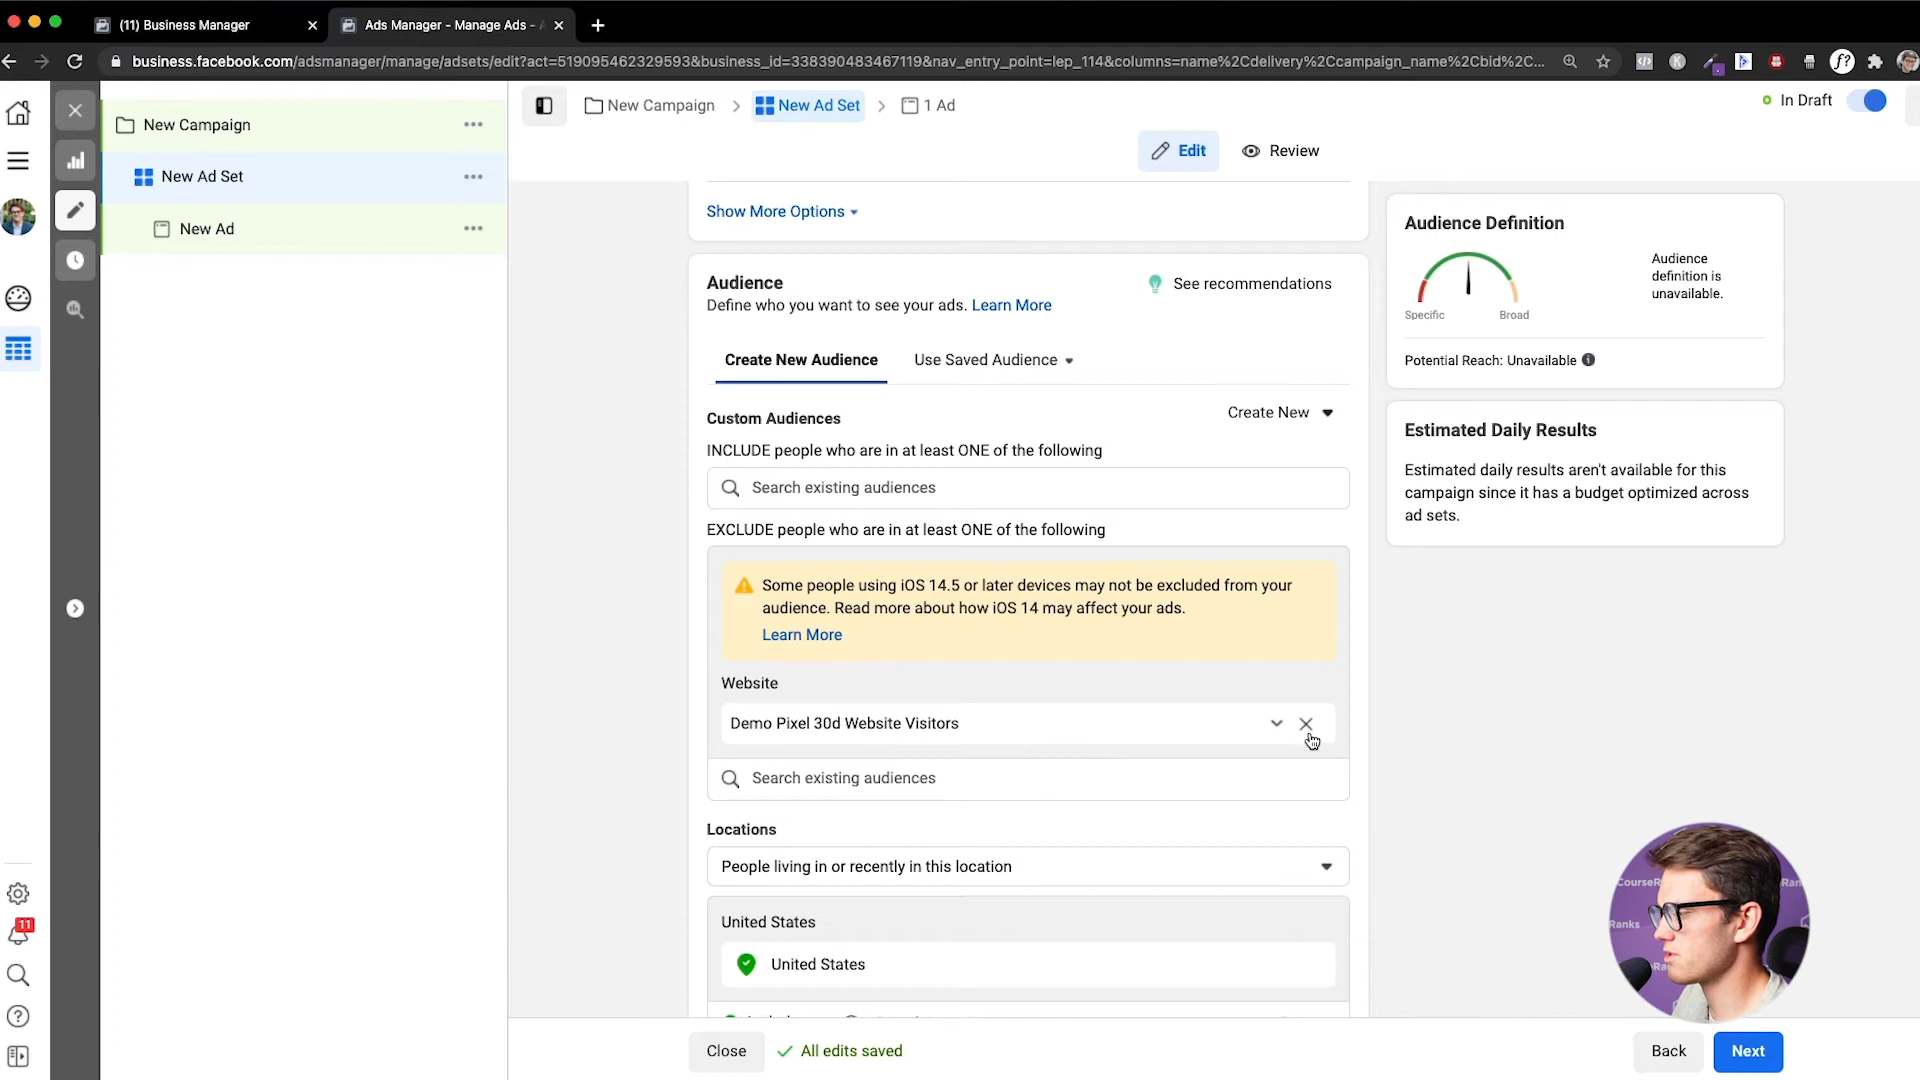 (11) Business Manager
Ads Manager - Manage Ads -
business.facebook.com/adsmanager/manage/adsets/edit?act=519095462329593&business_id=338390483467119&nav_entry_point=lep_114&columns=name%2Cdelivery%2Ccampaign_name%2Cbid%2C...
f?
New Campaign
New Ad Set
New Ad
11
New Campaign
New Ad Set
1 Ad
In Draft
Edit
Review
Show More Options
Audience
See recommendations
Define who you want to see your ads. Learn More
Create New Audience
Use Saved Audience
Custom Audiences
Create New
INCLUDE people who are in at least ONE of the following
Search existing audiences
EXCLUDE people who are in at least ONE of the following
Some people using iOS 14.5 or later devices may not be excluded from your
audience. Read more about how iOS 14 may affect your ads.
Learn More
Website
Demo Pixel 30d Website Visitors
Search existing audiences
Locations
People living in or recently in this location
United States
United States
Close
All edits saved
Back
Next
Audience Definition
Audience
definition is
unavailable.
Specific
Broad
Potential Reach: Unavailable
Estimated Daily Results
Estimated daily results aren't available for this
campaign since it has a budget optimized across
ad sets.
Ranks